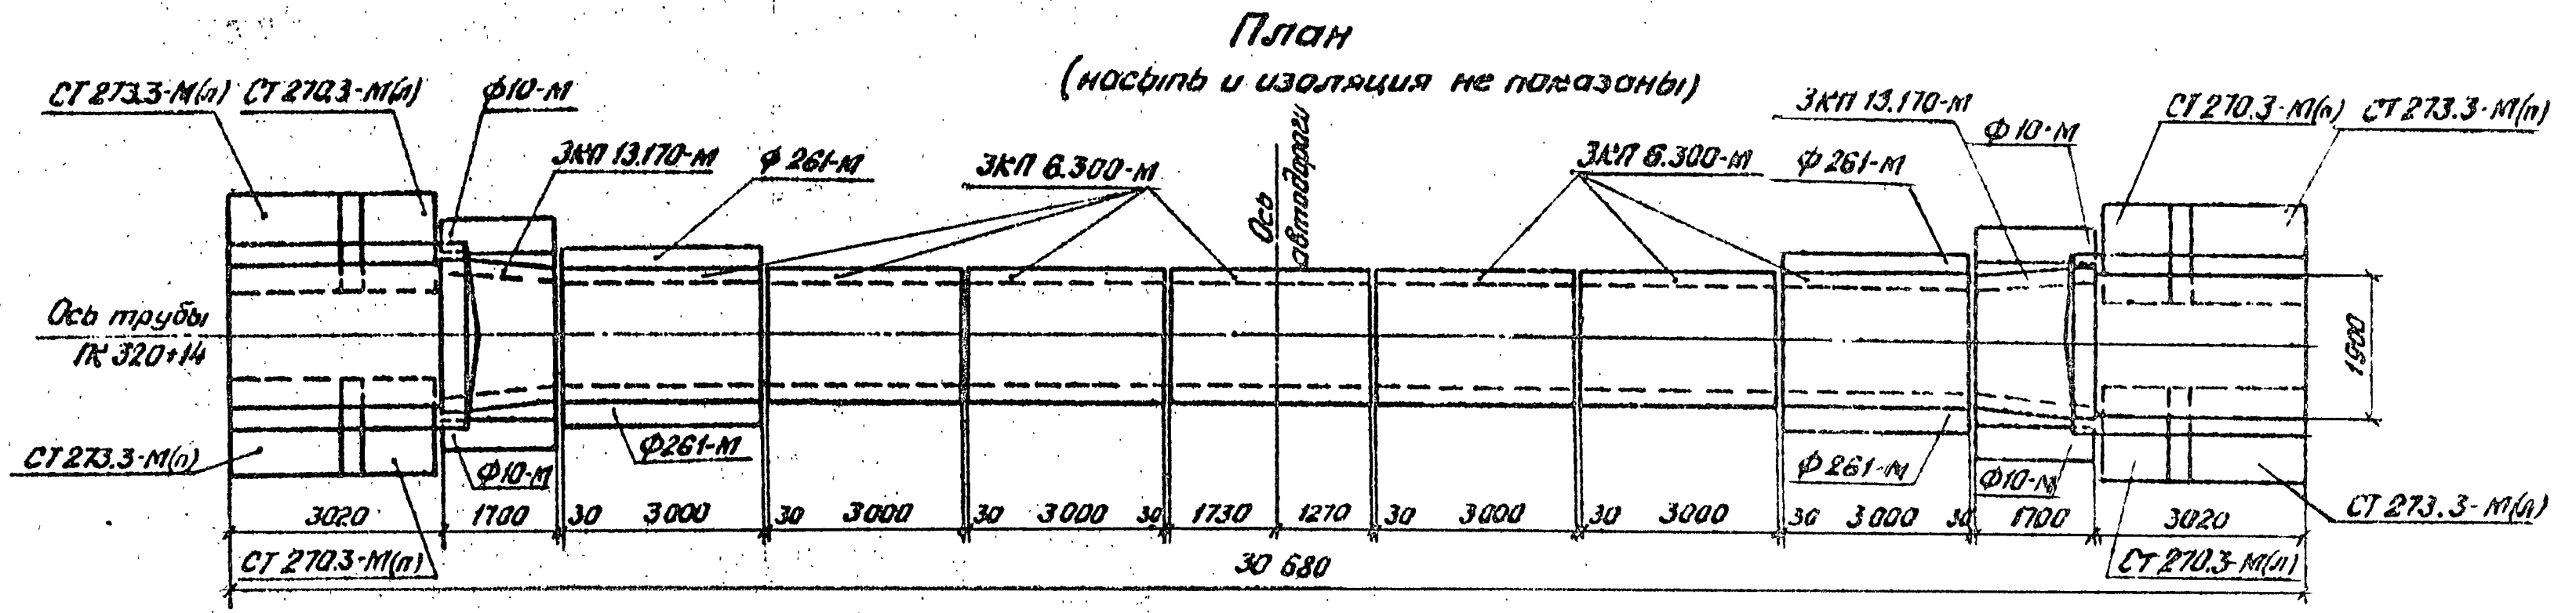 План
(насыпь и изоляция не показаны)
СТ 273.3-М(л) СТ 270.3-М(л) Ф10-М
ЗКП 13.170-М Ф 261-М ЗКП 6.300-М
Ось
автодороги
ЗКП 6.300-М Ф 261-М
ЗКП 13.170-М Ф 10-М
СТ 270.3-М(п) СТ 273.3-М(п)
Ось трубы
ПК 320+14
1900
СТ 273.3-М(п) Ф10-М Ф261-М
Ф 261-М Ф10-М СТ 273.3-М(л)
3020 1700 30 3000 30 3000 30 3000 30 1730 1270 30 3000 30 3000 30 3000 30 1700 3020
СТ 270.3-М(п) 30 680 СТ 270.3-М(л)